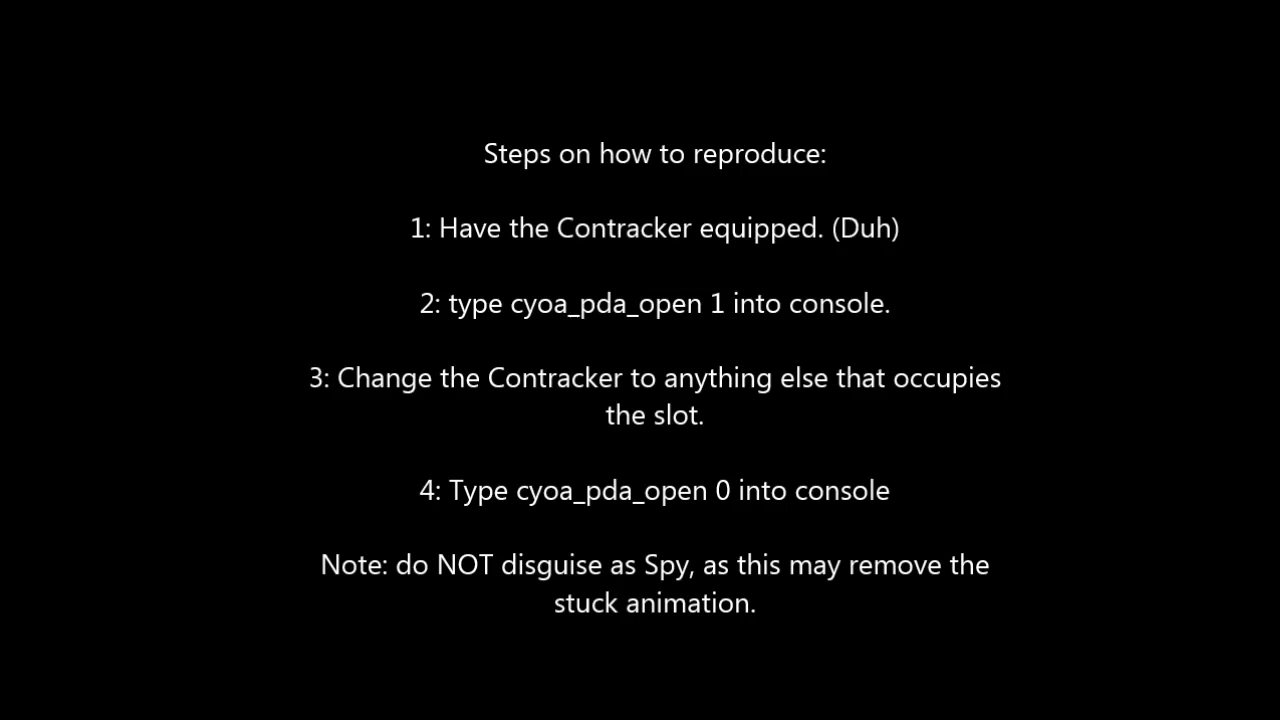 Steps on how to reproduce:
1: Have the Contracker equipped. (Duh)
2: type cyoa_pda_open 1 into console.
3: Change the Contracker to anything else that occupies
the slot.
4: Type cyoa_pda_open 0 into console
Note: do NOT disguise as Spy, as this may remove the
stuck animation.